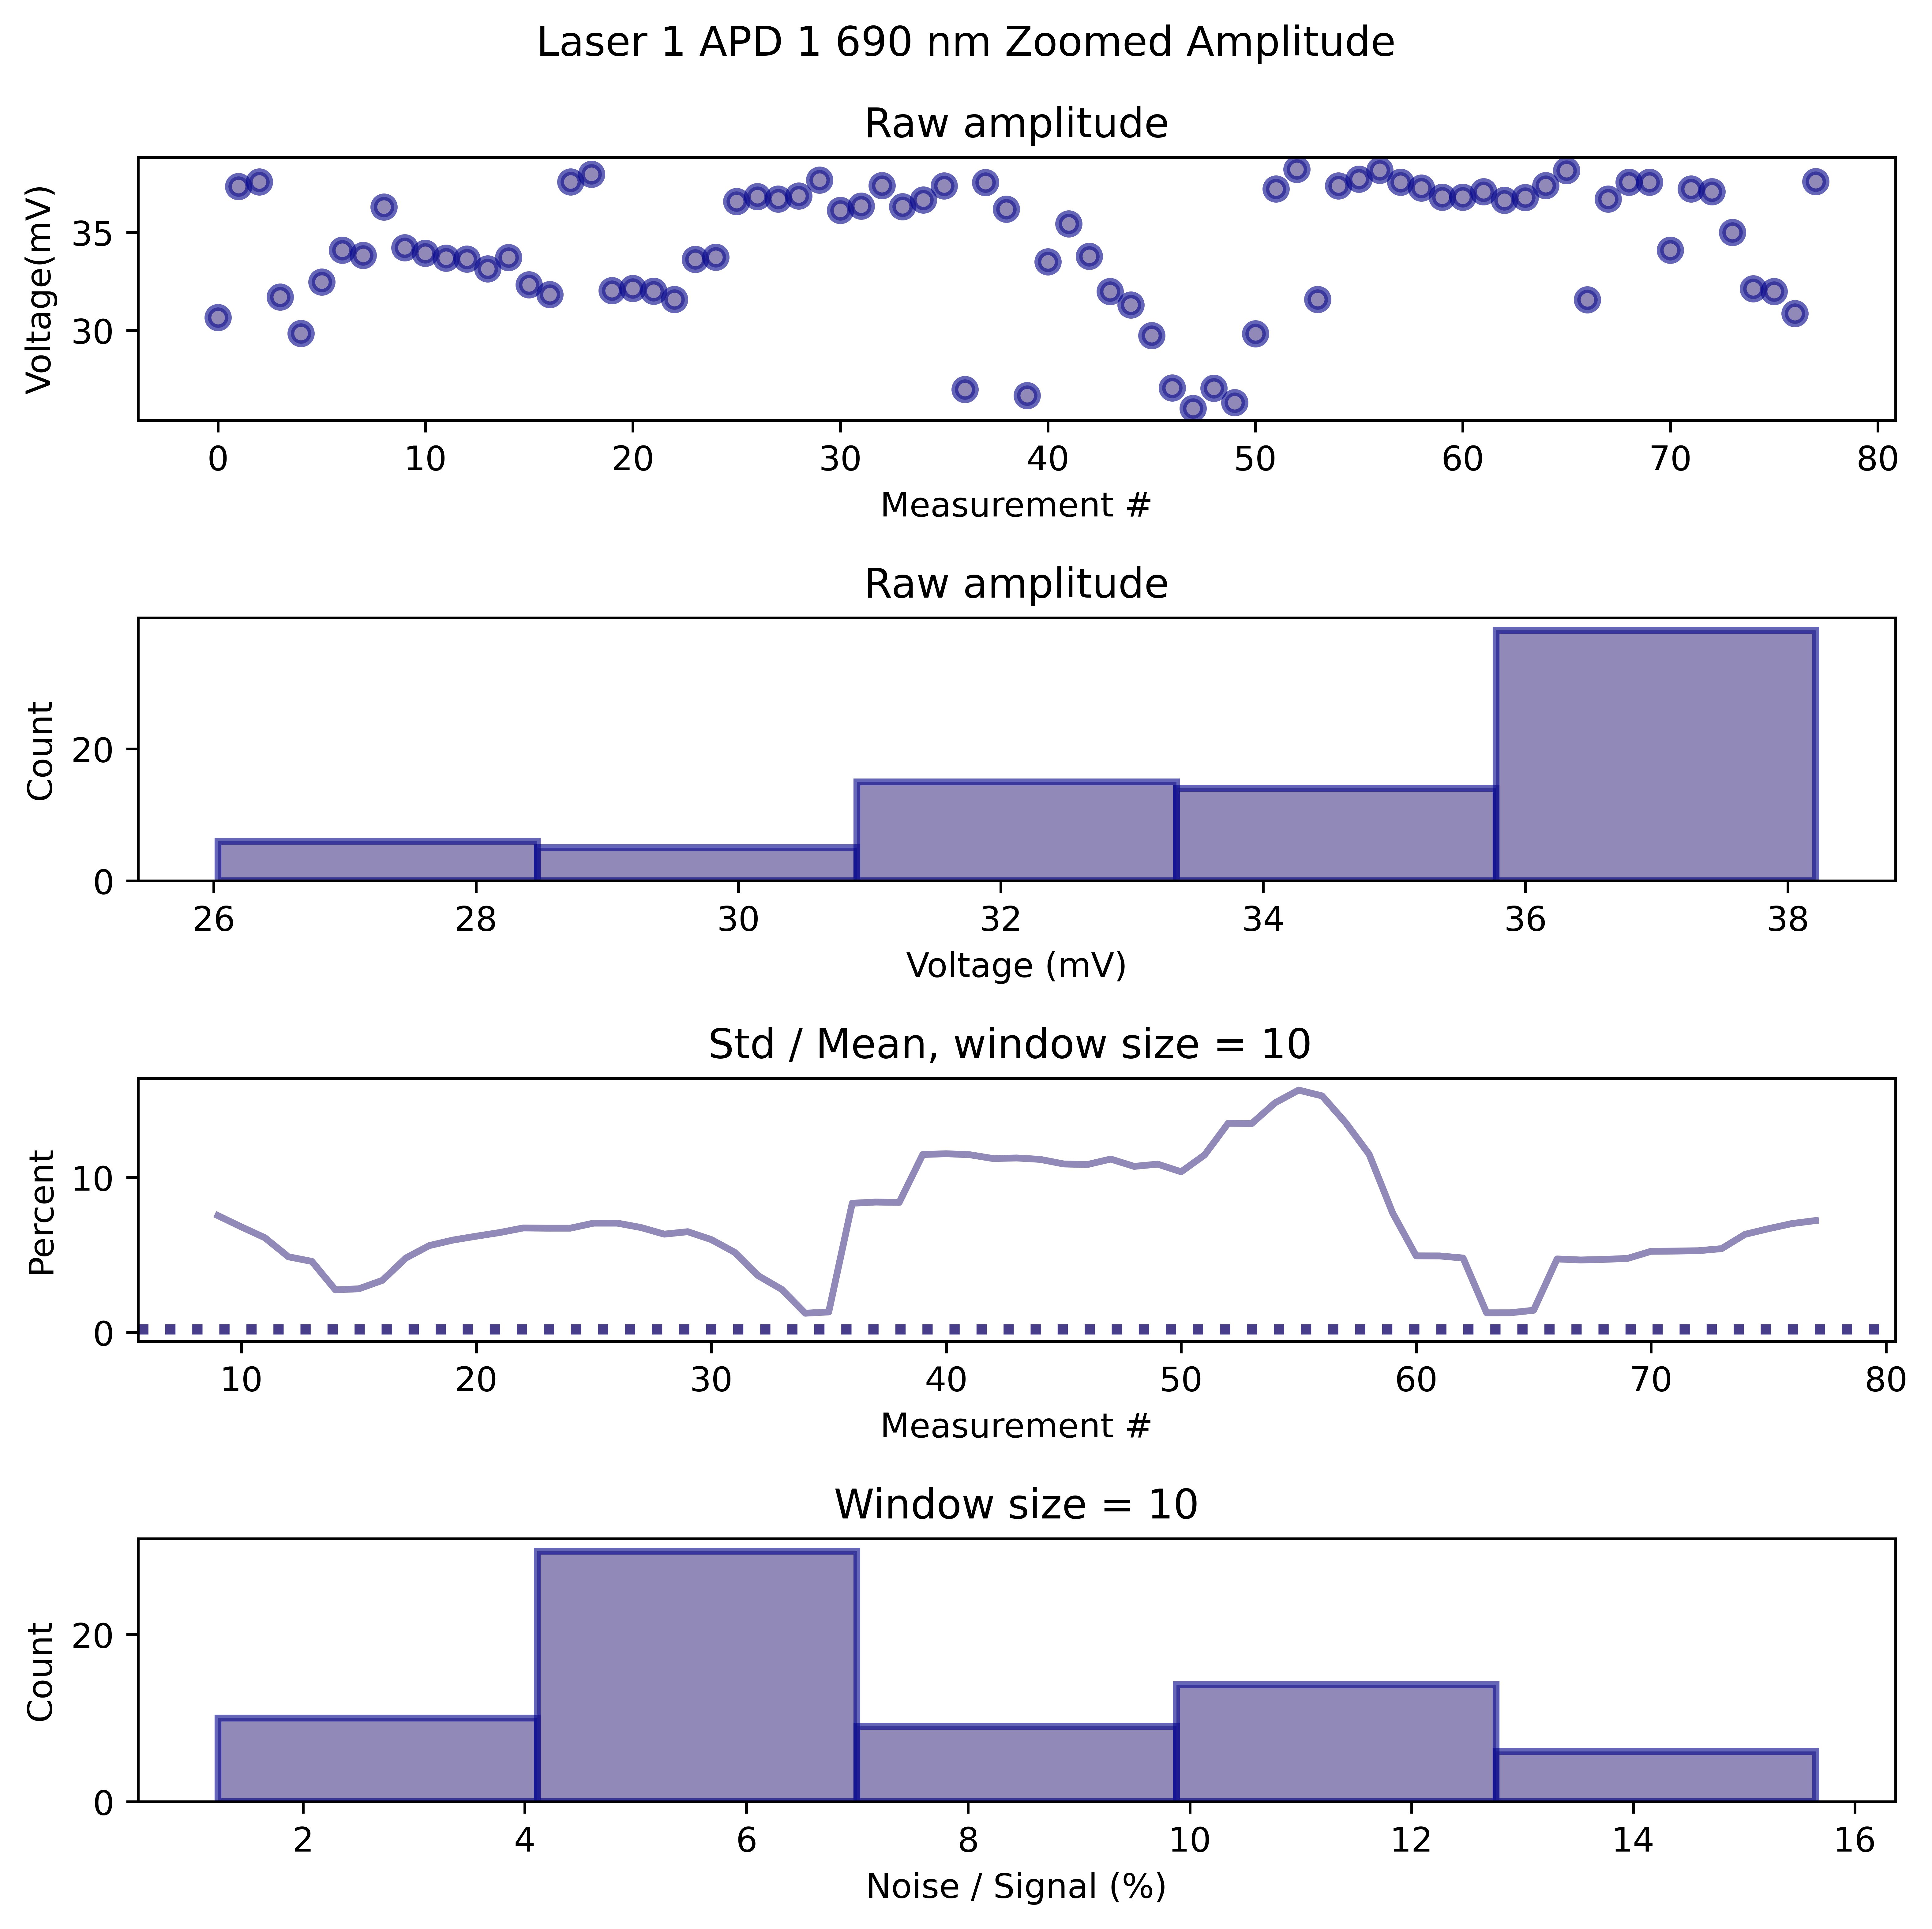 Laser 1 APD 1 690 nm Zoomed Amplitude
Raw amplitude
Voltage(mV)
35
30
0 10 20 30 40 50 60 70 80
Measurement #
Raw amplitude
Count
20
0
26 28 30 32 34 36 38
Voltage (mV)
Std / Mean, window size = 10
Percent
10
0
10 20 30 40 50 60 70 80
Measurement #
Window size = 10
Count
20
0
2 4 6 8 10 12 14 16
Noise / Signal (%)